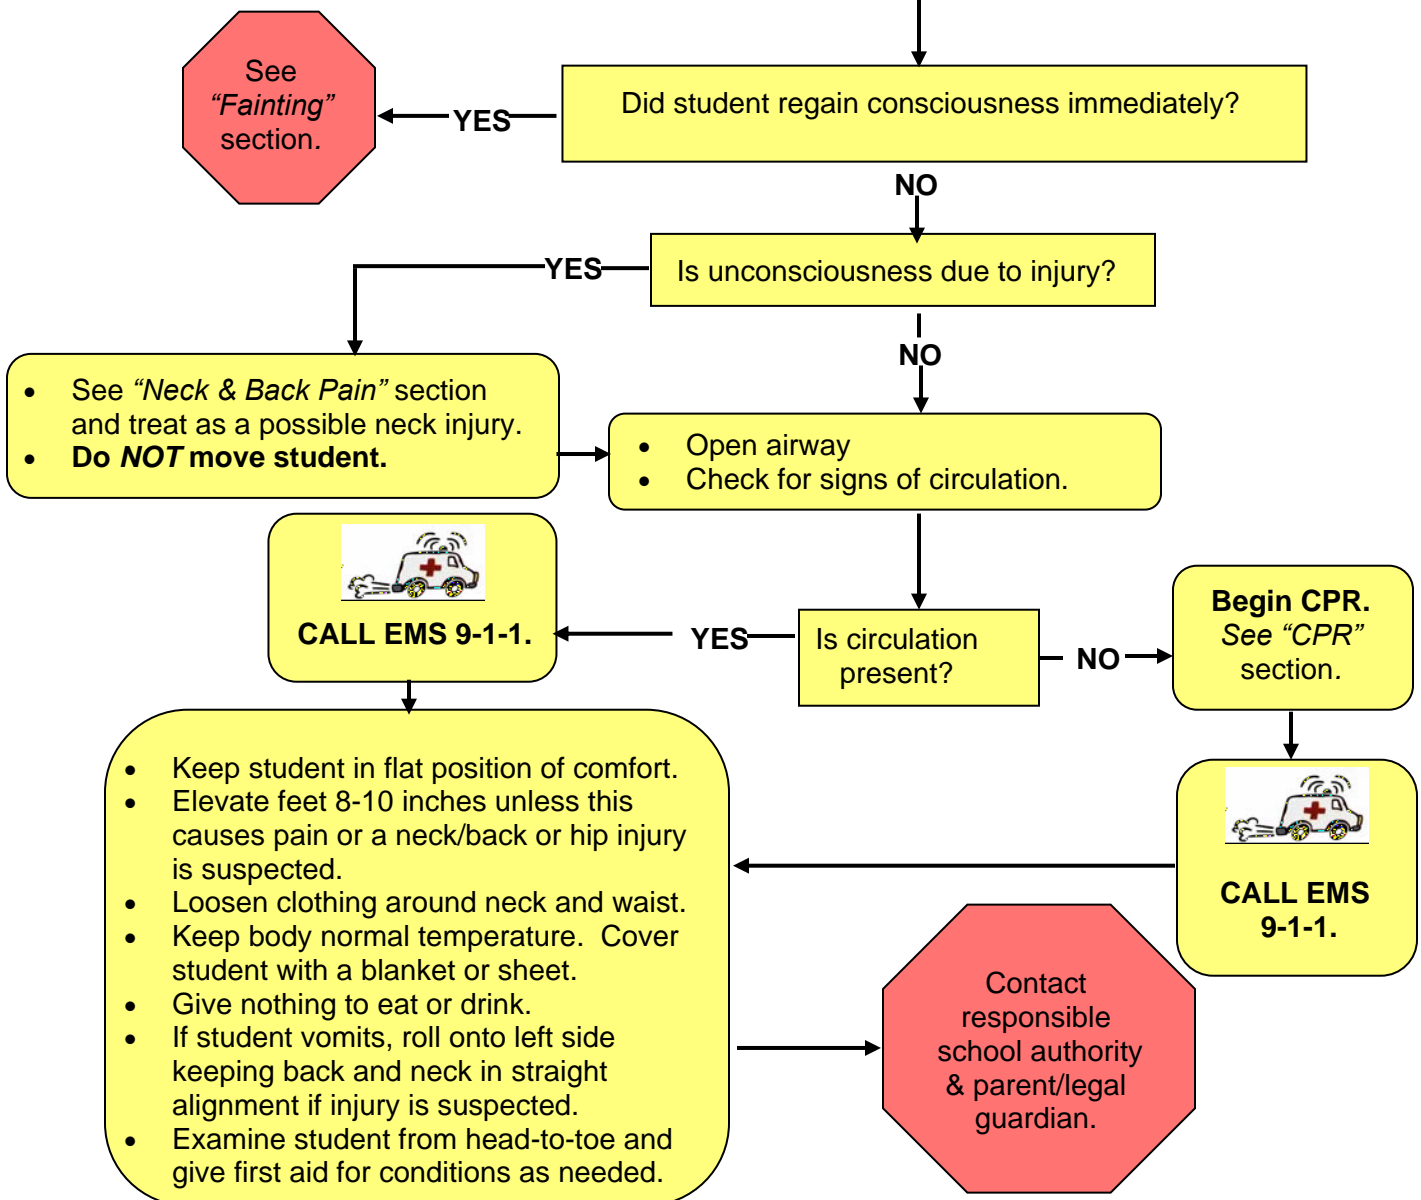 See
“Fainting”
section.
YES
Did student regain consciousness immediately?
NO
YES
Is unconsciousness due to injury?
NO
• See “Neck & Back Pain” section
and treat as a possible neck injury.
• Do NOT move student.
• Open airway
• Check for signs of circulation.
CALL EMS 9-1-1.
YES
Is circulation
present?
NO
Begin CPR.
See “CPR”
section.
CALL EMS
9-1-1.
• Keep student in flat position of comfort.
• Elevate feet 8-10 inches unless this
causes pain or a neck/back or hip injury
is suspected.
• Loosen clothing around neck and waist.
• Keep body normal temperature. Cover
student with a blanket or sheet.
• Give nothing to eat or drink.
• If student vomits, roll onto left side
keeping back and neck in straight
alignment if injury is suspected.
• Examine student from head-to-toe and
give first aid for conditions as needed.
Contact
responsible
school authority
& parent/legal
guardian.